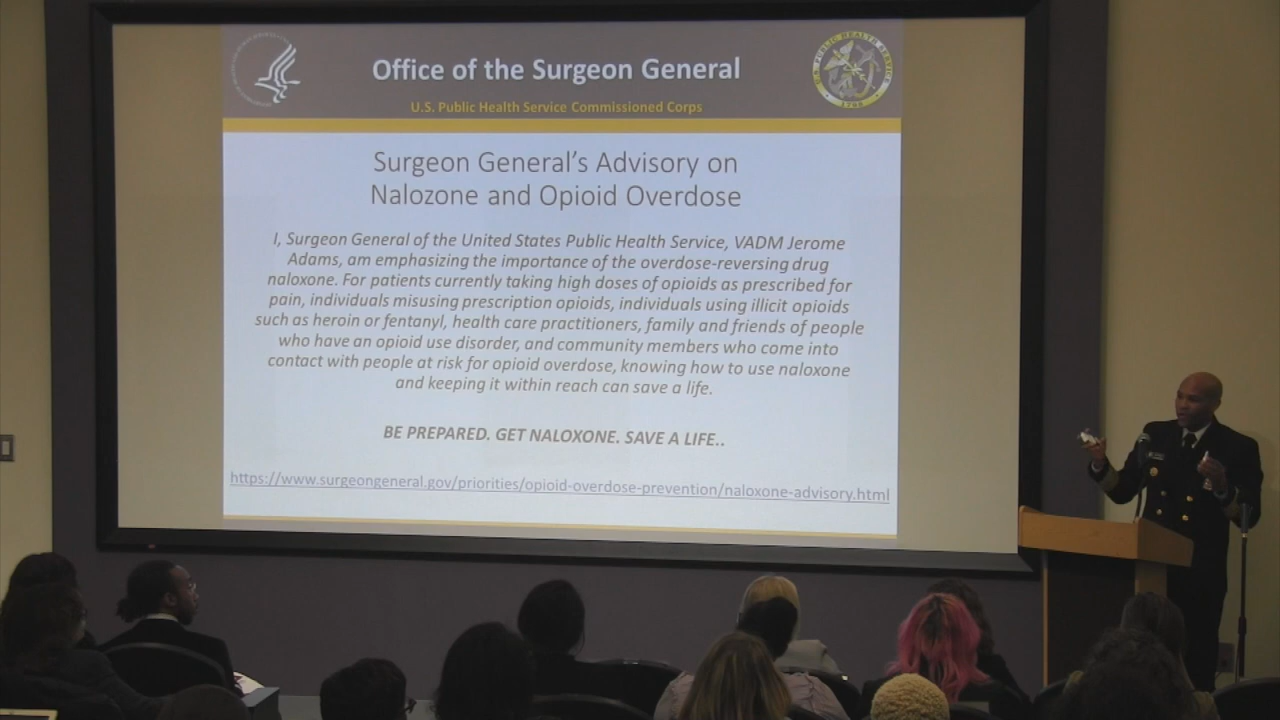 Office of the Surgeon General
U.S. Public Health Service Commissioned Corps
U.S. PUBLIC HEALTH SERVICE
1798
Surgeon General's Advisory on
Nalozone and Opioid Overdose
I, Surgeon General of the United States Public Health Service, VADM Jerome
Adams, am emphasizing the importance of the overdose-reversing drug
naloxone. For patients currently taking high doses of opioids as prescribed for
pain, individuals misusing prescription opioids, individuals using illicit opioids
such as heroin or fentanyl, health care practitioners, family and friends of people
who have an opioid use disorder, and community members who come into
contact with people at risk for opioid overdose, knowing how to use naloxone
and keeping it within reach can save a life.
BE PREPARED. GET NALOXONE. SAVE A LIFE..
https://www.surgeongeneral.gov/priorities/opioid-overdose-prevention/naloxone-advisory.html